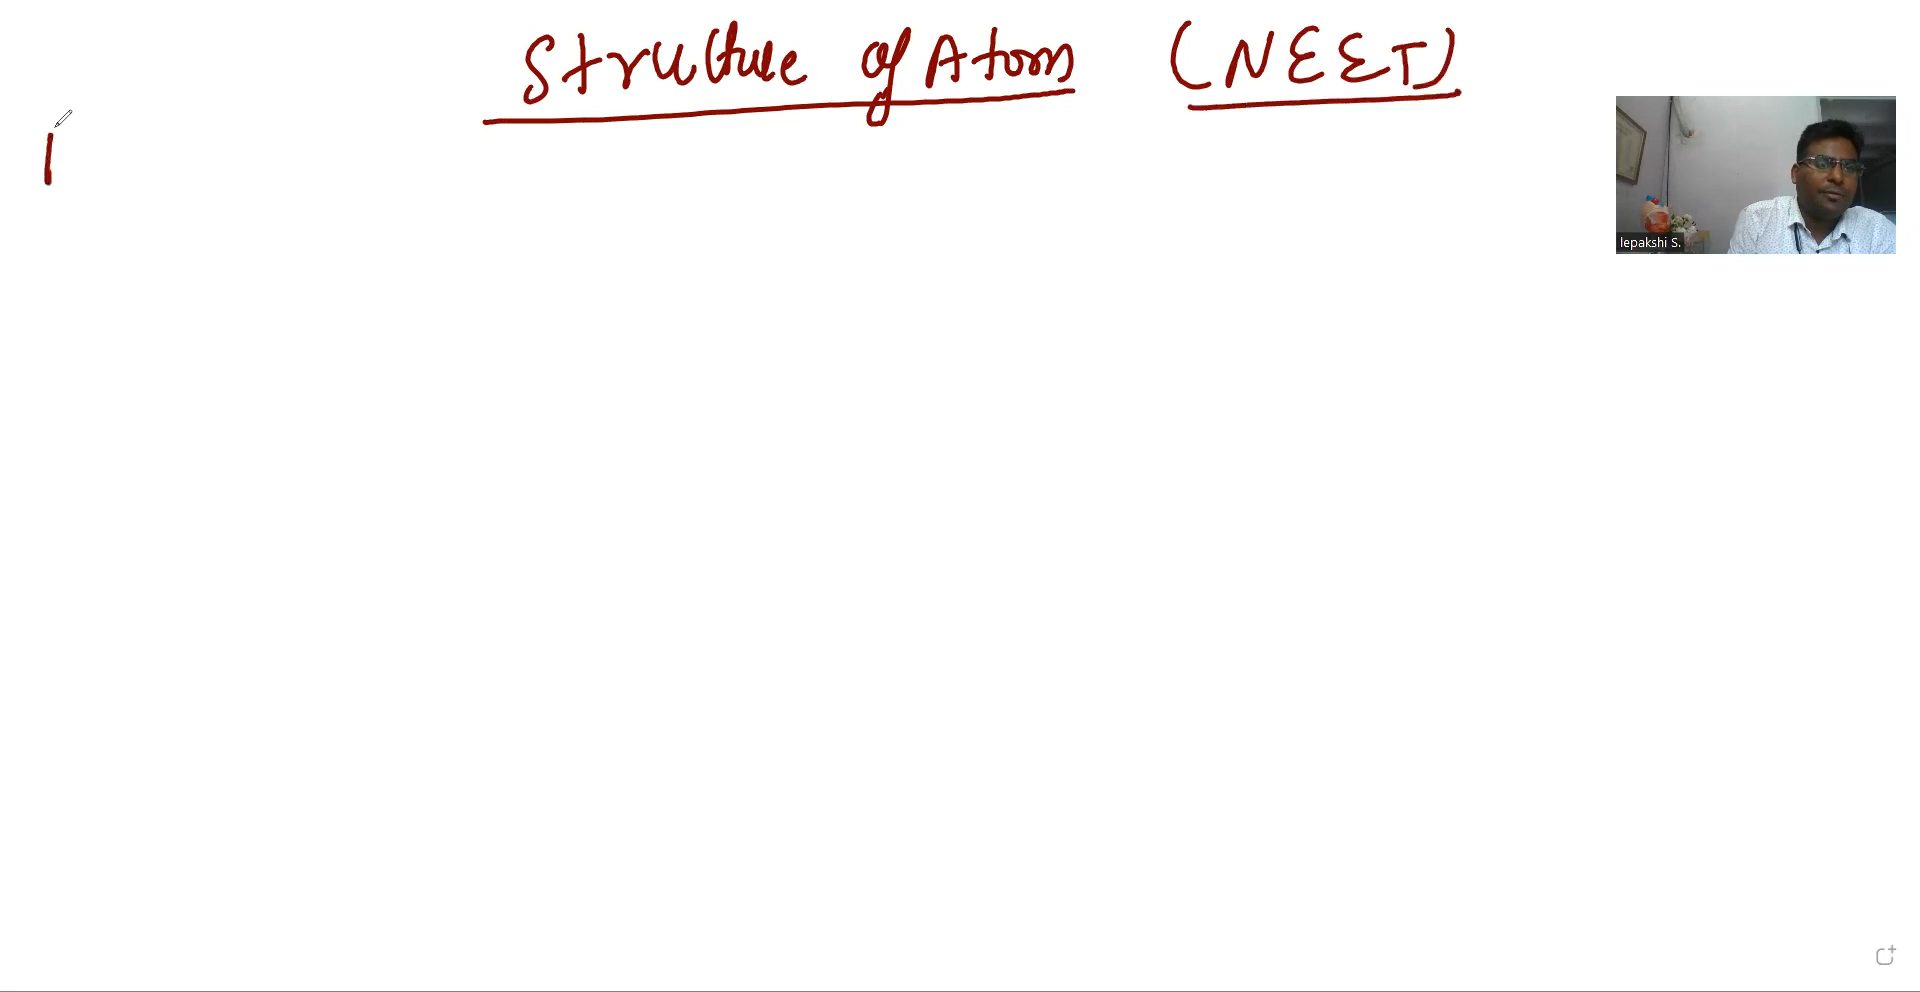 Structure of Atom (NEET)
lepakshi S.